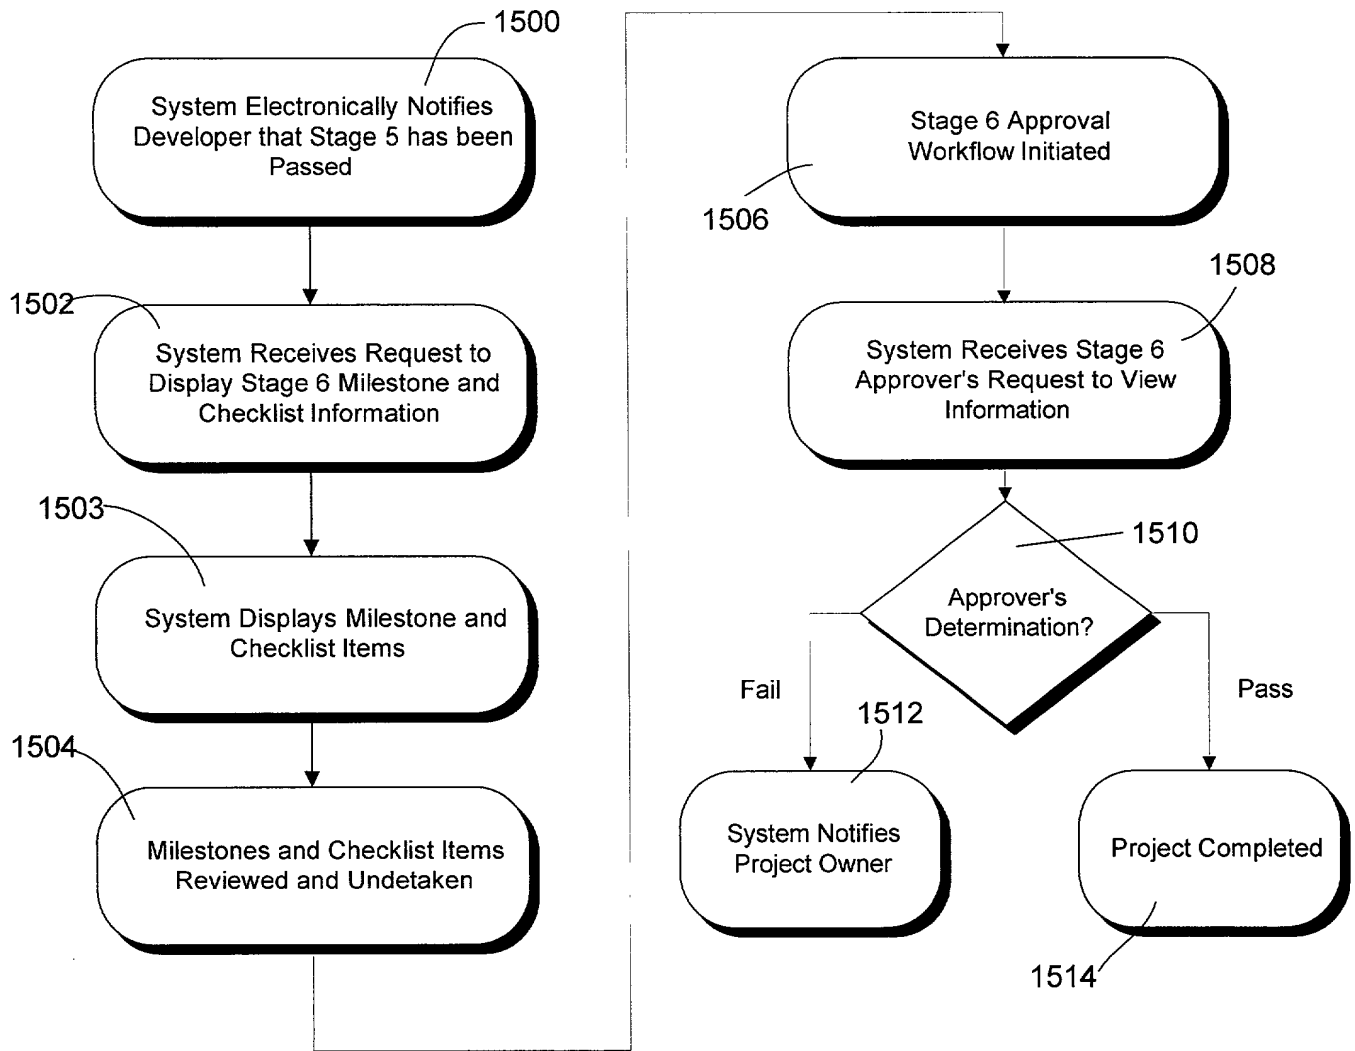 1500
System Electronically Notifies
Developer that Stage 5 has been
Passed
1502
System Receives Request to
Display Stage 6 Milestone and
Checklist Information
1503
System Displays Milestone and
Checklist Items
1504
Milestones and Checklist Items
Reviewed and Undetaken
Stage 6 Approval
Workflow Initiated
1506
1508
System Receives Stage 6
Approver's Request to View
Information
1510
Approver's
Determination?
Fail
Pass
1512
System Notifies
Project Owner
Project Completed
1514